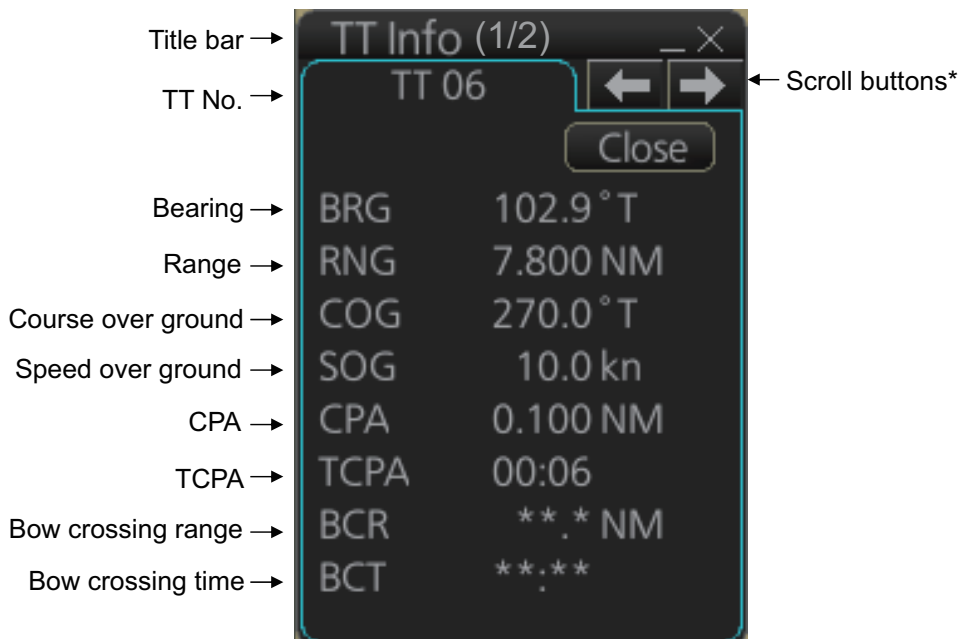 Title bar TT Info (1/2)
TT No. TT 06 Scroll buttons*
Close
Bearing BRG 102.9°T
Range RNG 7.800 NM
Course over ground COG 270.0°T
Speed over ground SOG 10.0 kn
CPA CPA 0.100 NM
TCPA TCPA 00:06
Bow crossing range BCR **.* NM
Bow crossing time BCT **:**